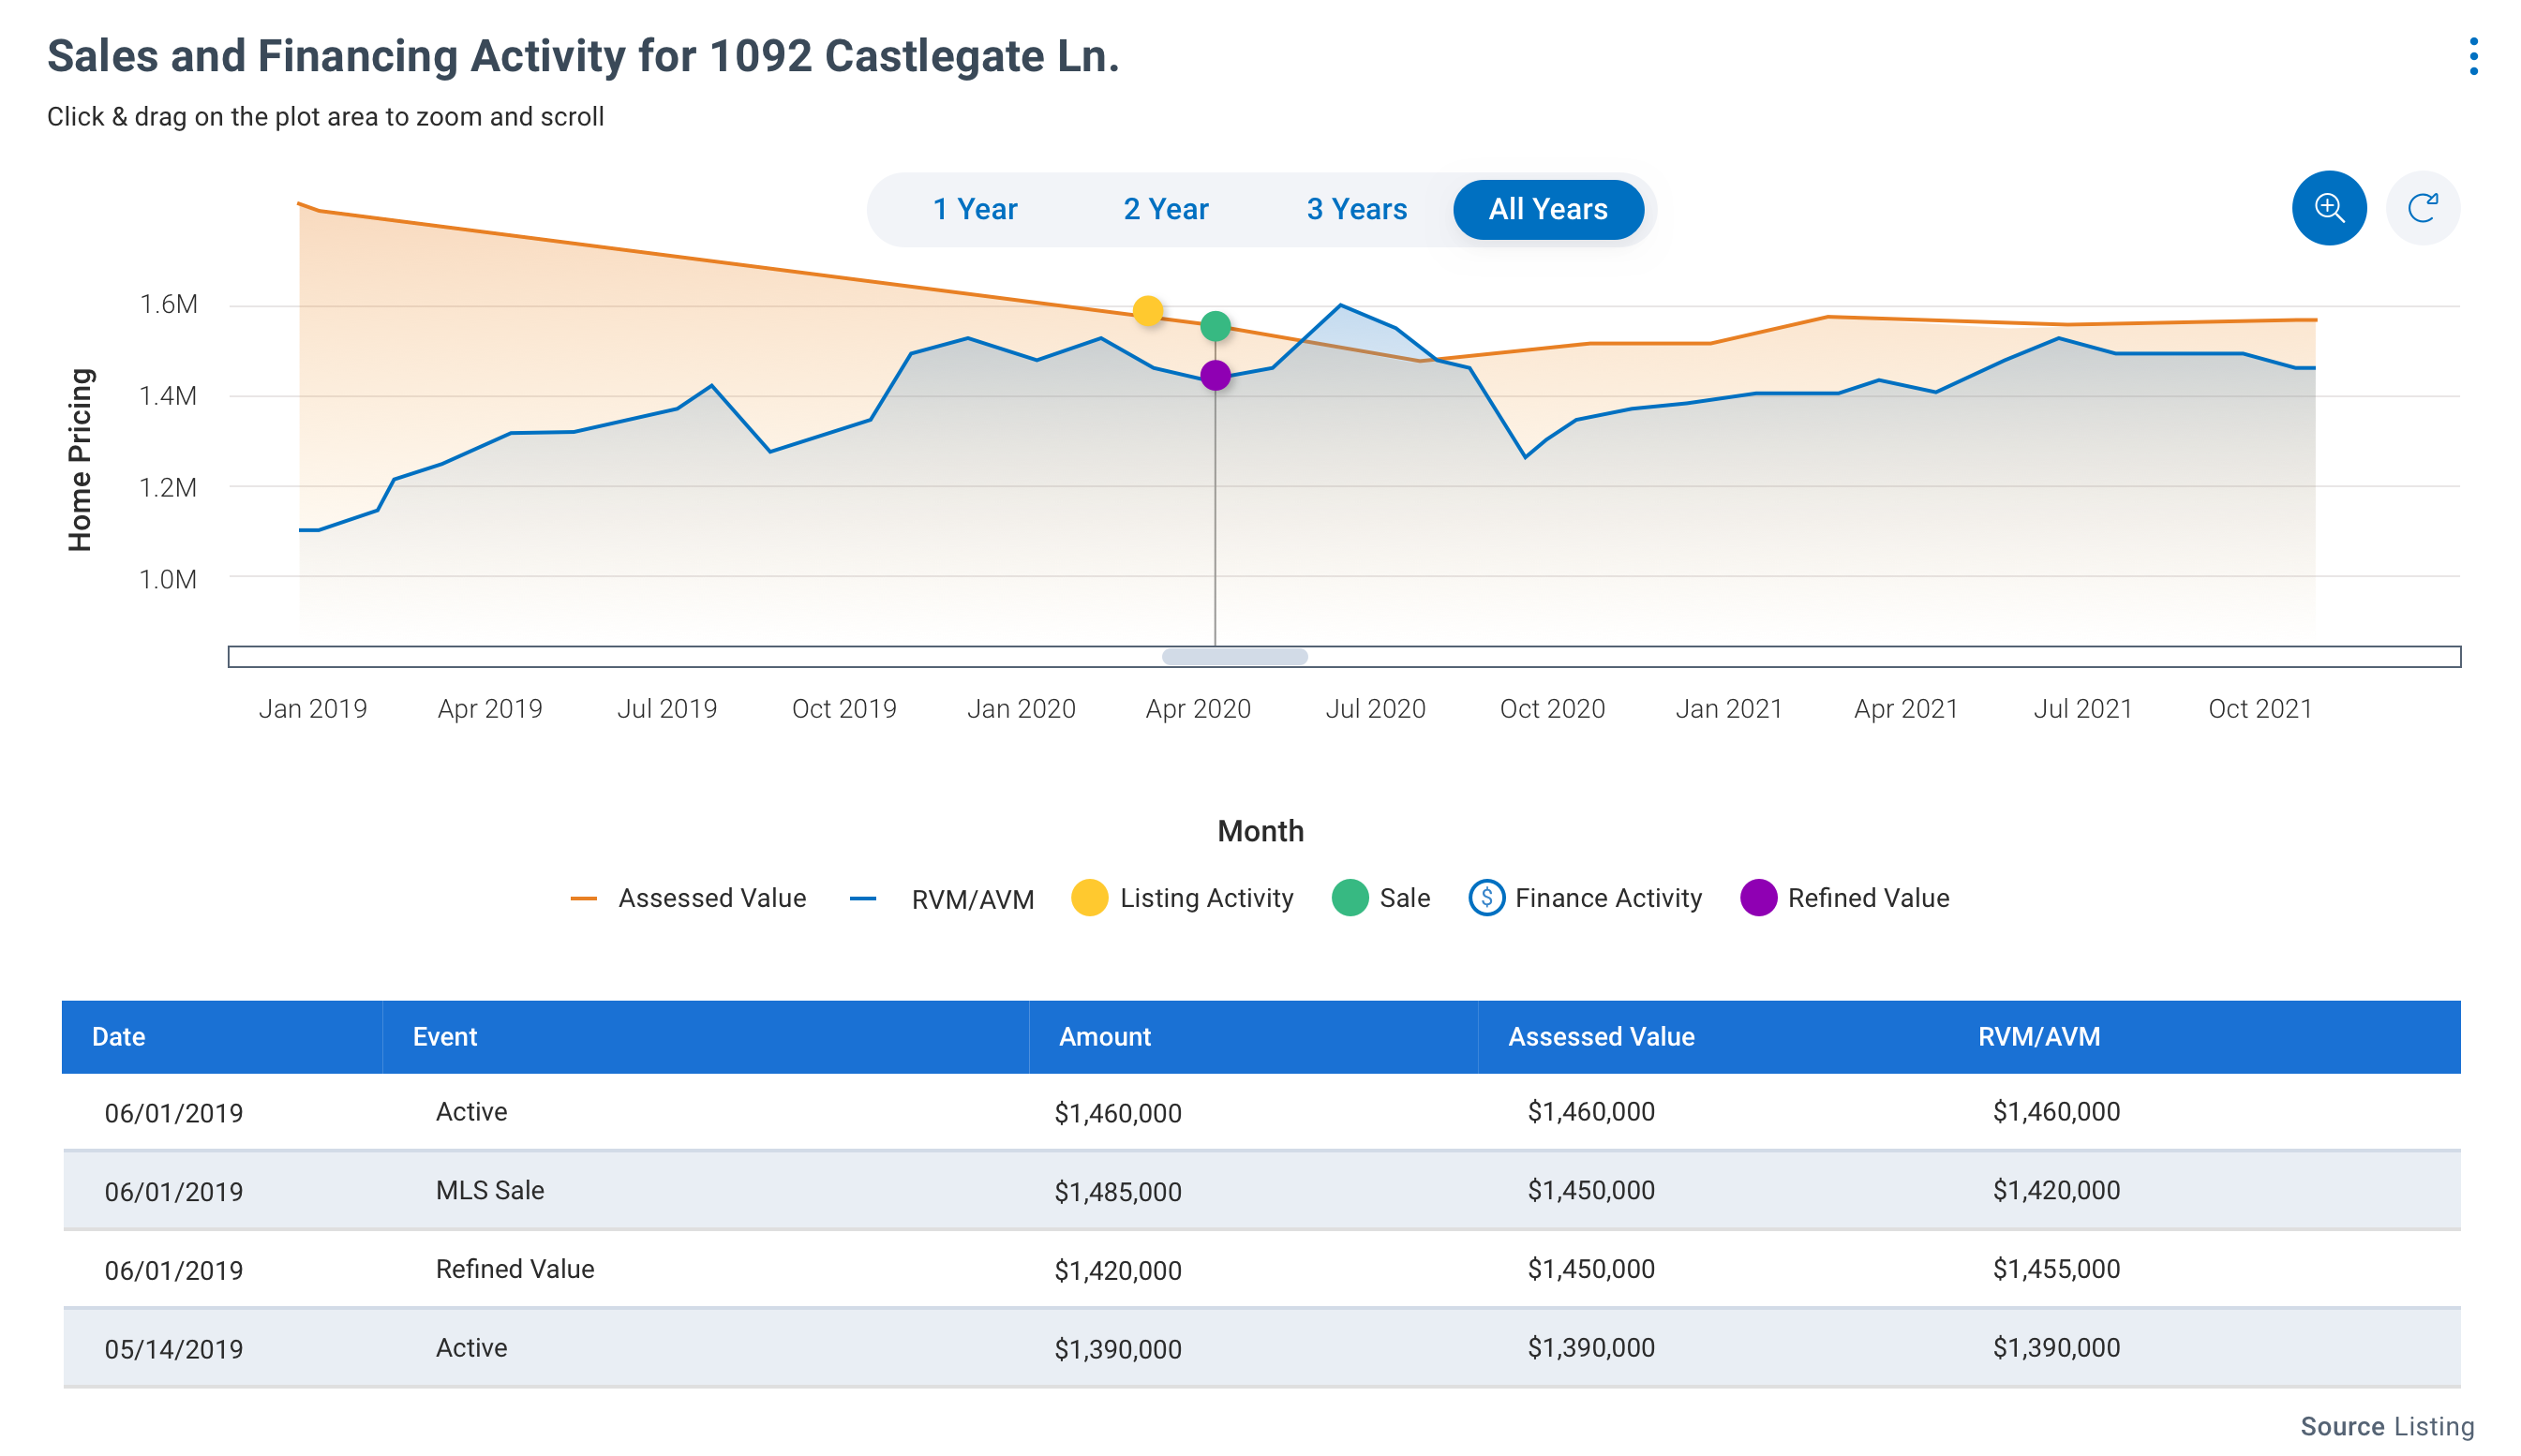 Sales and Financing Activity for 1092 Castlegate Ln.
Click & drag on the plot area to zoom and scroll
1 Year 2 Year 3 Years All Years
Home Pricing
1.6M
1.4M
1.2M
1.0M
Jan 2019 Apr 2019 Jul 2019 Oct 2019 Jan 2020 Apr 2020 Jul 2020 Oct 2020 Jan 2021 Apr 2021 Jul 2021 Oct 2021
Month
Assessed Value RVM/AVM Listing Activity Sale $ Finance Activity Refined Value
Date Event Amount Assessed Value RVM/AVM
06/01/2019 Active $1,460,000 $1,460,000 $1,460,000
06/01/2019 MLS Sale $1,485,000 $1,450,000 $1,420,000
06/01/2019 Refined Value $1,420,000 $1,450,000 $1,455,000
05/14/2019 Active $1,390,000 $1,390,000 $1,390,000
Source Listing